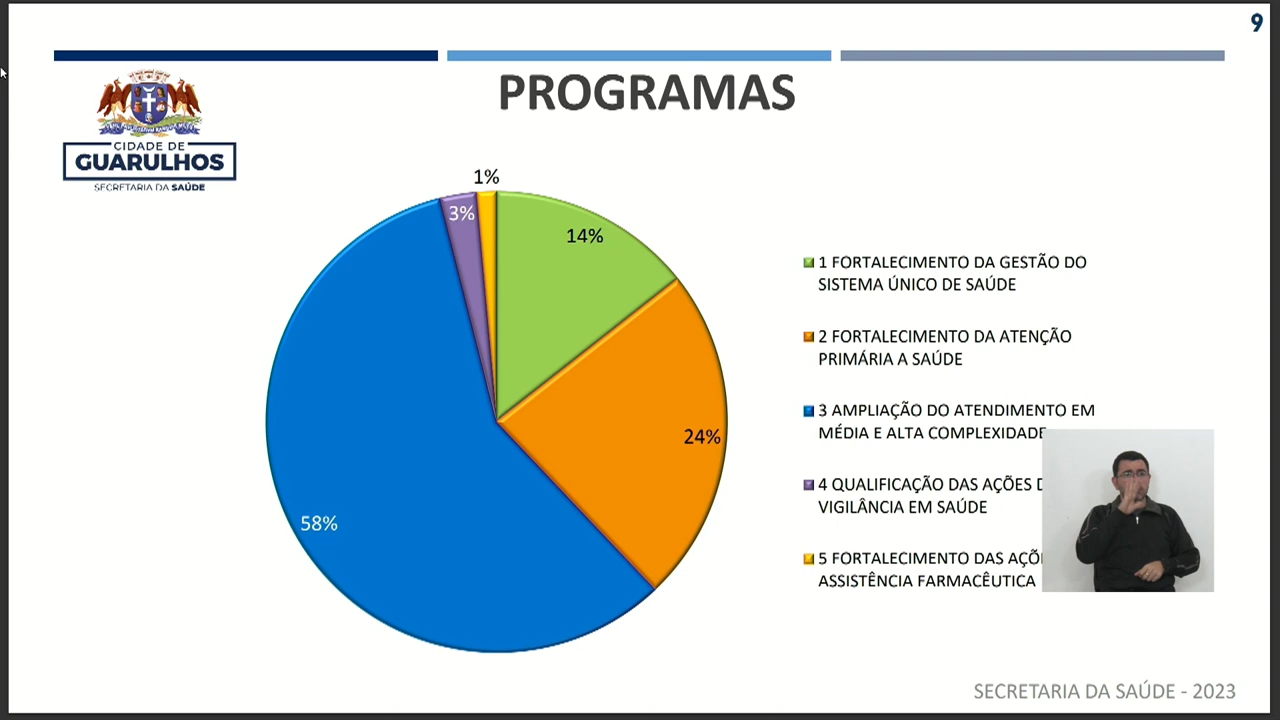 9
PROGRAMAS
CIDADE DE
GUARULHOS
SECRETARIA DA SAÚDE
1%
3%
14%
24%
58%
1 FORTALECIMENTO DA GESTÃO DO
SISTEMA ÚNICO DE SAÚDE
2 FORTALECIMENTO DA ATENÇÃO
PRIMÁRIA A SAÚDE
3 AMPLIAÇÃO DO ATENDIMENTO EM
MÉDIA E ALTA COMPLEXIDADE
4 QUALIFICAÇÃO DAS AÇÕES
VIGILÂNCIA EM SAÚDE
5 FORTALECIMENTO DAS
ASSISTÊNCIA FARMACÊUTICA
SECRETARIA DA SAÚDE - 2023